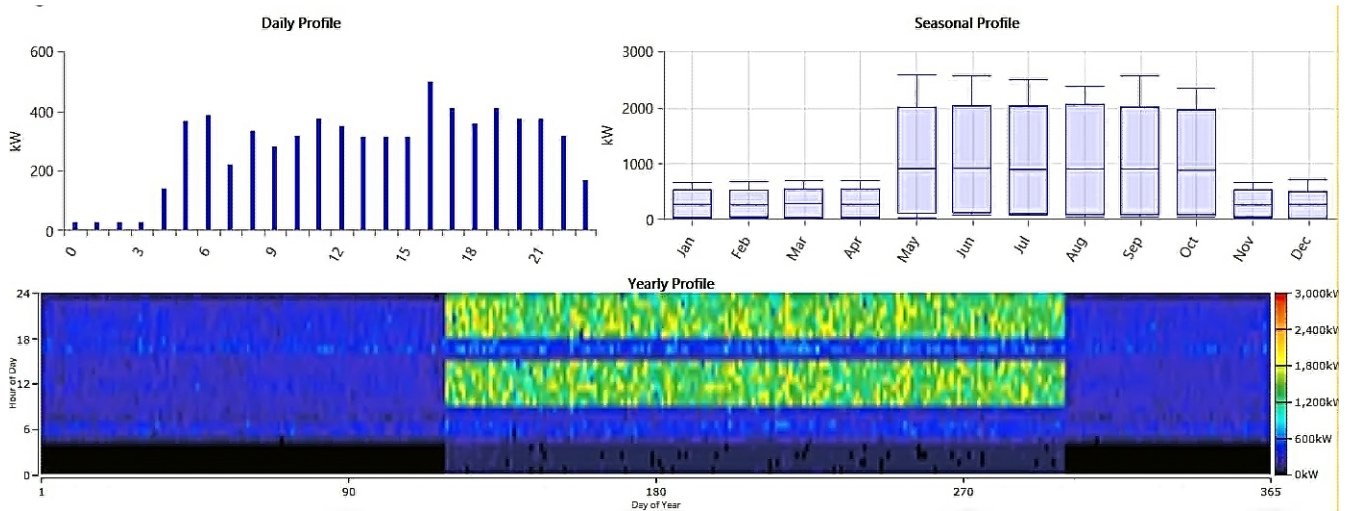 Daily Profile
600
400
200
0
kW
0 3 6 9 12 15 18 21
Seasonal Profile
3000
2000
1000
0
kW
Jan Feb Mar Apr May Jun Jul Aug Sep Oct Nov Dec
Yearly Profile
24
18
12
6
0
Hour of Day
1 90 180 270 365
Day of Year
3,000kW
2,400kW
1,800kW
1,200kW
600kW
0kW